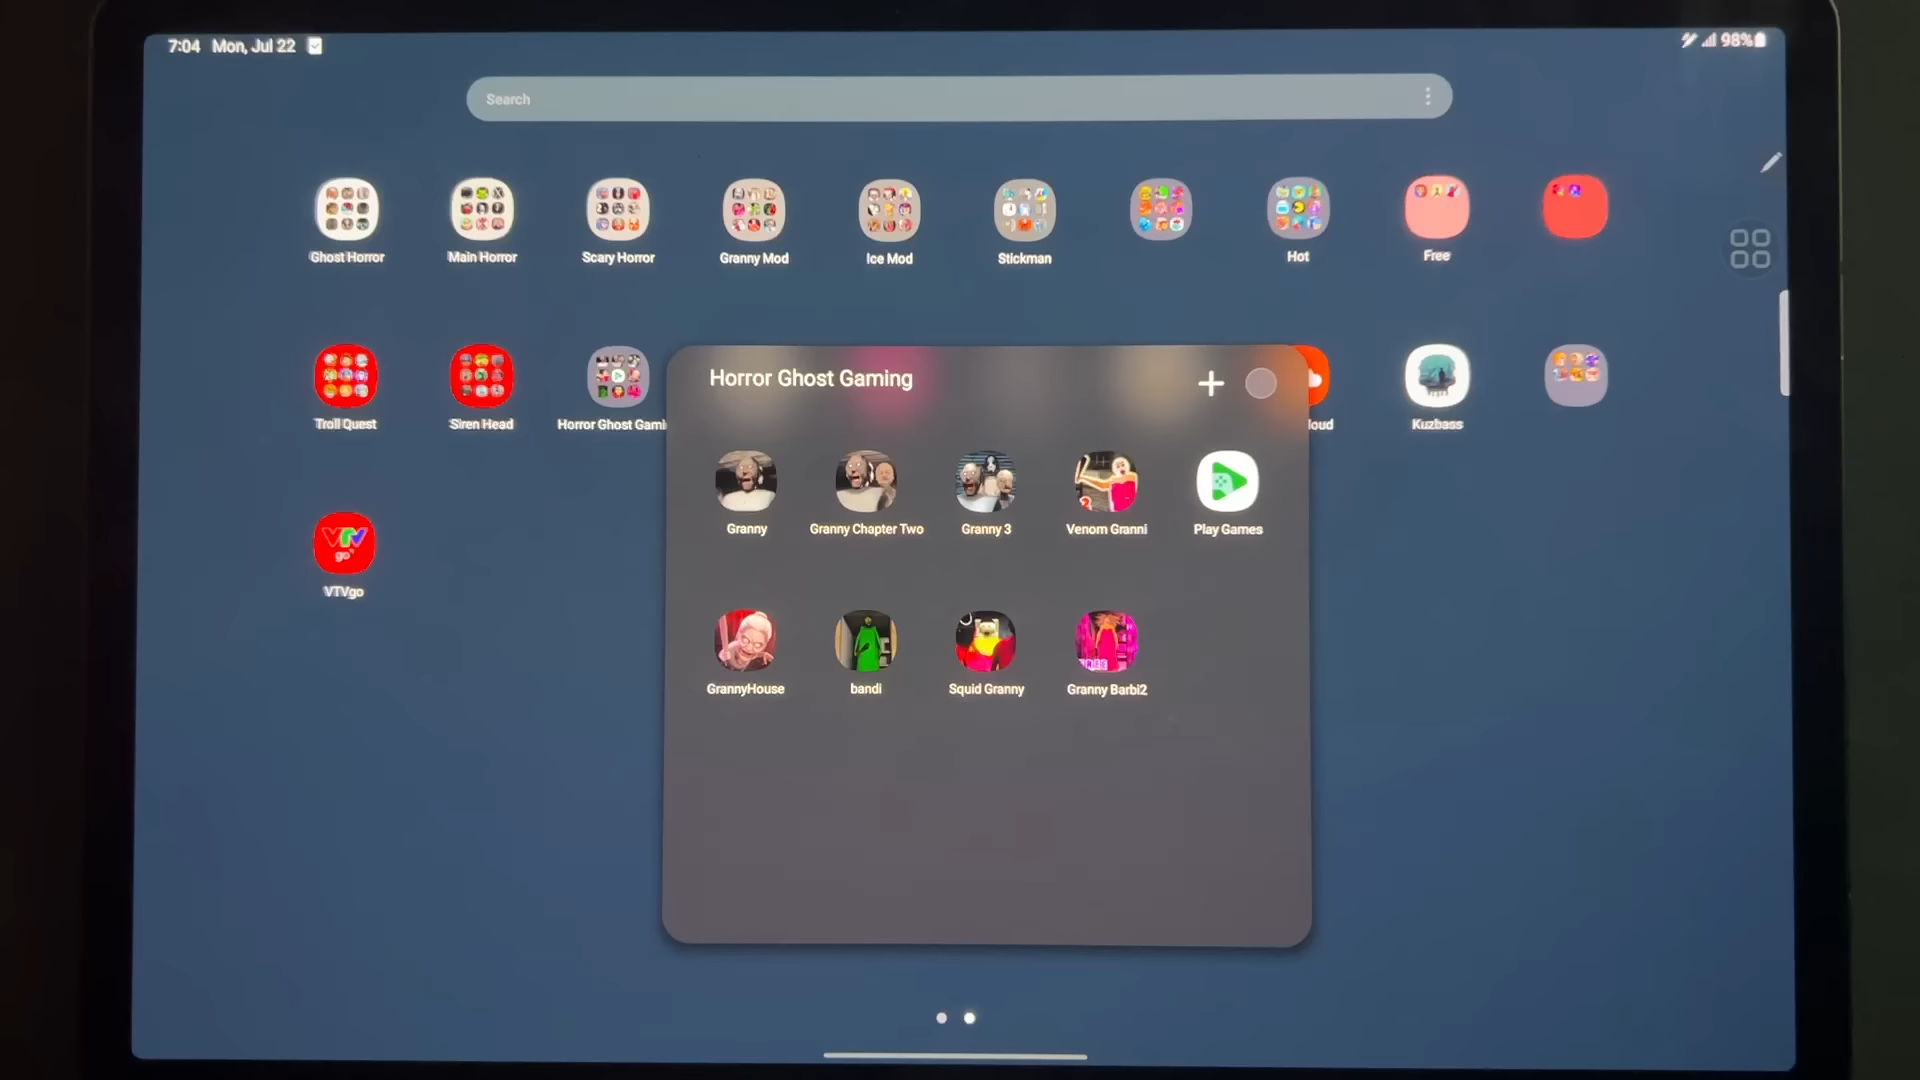 7:04 Mon, Jul 22
98%
Search
Ghost Horror
Main Horror
Scary Horror
Granny Mod
Ice Mod
Stickman
Hot
Free
Troll Quest
Siren Head
Horror Ghost Gami
Horror Ghost Gaming
loud
Kuzbass
Granny
Granny Chapter Two
Granny 3
Venom Granni
Play Games
VTV
go
VTVgo
GrannyHouse
bandi
Squid Granny
Granny Barbi2